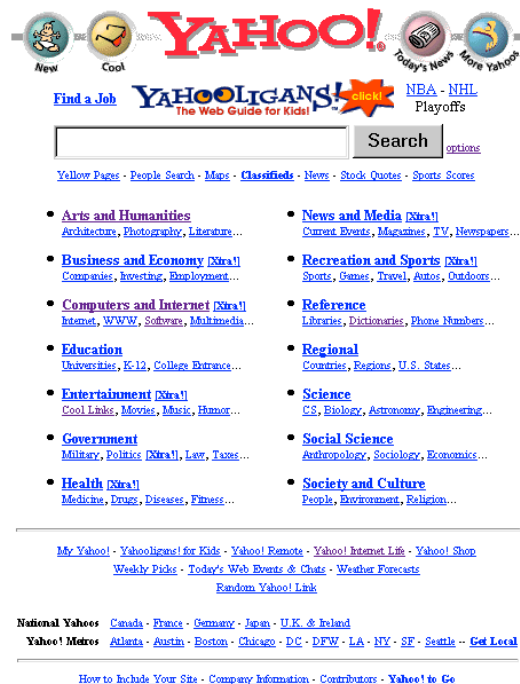 YAHOO!
New
Cool
Today's News
More Yahoos
Find a Job
YAHOOLIGANS!
The Web Guide for Kids!
click!
NBA - NHL
Playoffs
Search
options
Yellow Pages - People Search - Maps - Classifieds - News - Stock Quotes - Sports Scores
Arts and Humanities
Architecture, Photography, Literature...
Business and Economy [Xtra!]
Companies, Investing, Employment...
Computers and Internet [Xtra!]
Internet, WWW, Software, Multimedia...
Education
Universities, K-12, College Entrance...
Entertainment [Xtra!]
Cool Links, Movies, Music, Humor...
Government
Military, Politics [Xtra!], Law, Taxes...
Health [Xtra!]
Medicine, Drugs, Diseases, Fitness...
News and Media [Xtra!]
Current Events, Magazines, TV, Newspapers...
Recreation and Sports [Xtra!]
Sports, Games, Travel, Autos, Outdoors...
Reference
Libraries, Dictionaries, Phone Numbers...
Regional
Countries, Regions, U.S. States...
Science
CS, Biology, Astronomy, Engineering...
Social Science
Anthropology, Sociology, Economics...
Society and Culture
People, Environment, Religion...
My Yahoo! - Yahooligans! for Kids - Yahoo! Remote - Yahoo! Internet Life - Yahoo! Shop
Weekly Picks - Today's Web Events & Chats - Weather Forecasts
Random Yahoo! Link
National Yahoos Canada - France - Germany - Japan - U.K. & Ireland
Yahoo! Metros Atlanta - Austin - Boston - Chicago - DC - DFW - LA - NY - SF - Seattle -- Get Local
How to Include Your Site - Company Information - Contributors - Yahoo! to Go